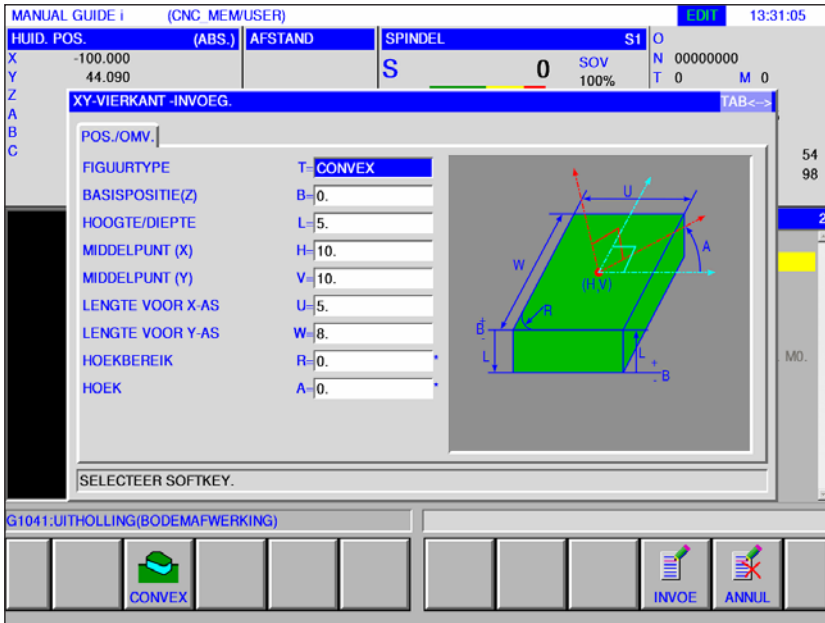 MANUAL GUIDE i (CNC_MEM/USER) EDIT 13:31:05
HUID. POS. (ABS.) AFSTAND SPINDEL S1 O
X -100.000 N 00000000
Y 44.090 S 0 SOV 100% T 0 M 0
Z
A
B
C
54
98
2
M0.
XY-VIERKANT -INVOEG. TAB<-->
POS./OMV.
FIGUURTYPE T=CONVEX
BASISPOSITIE(Z) B=0.
HOOGTE/DIEPTE L=5.
MIDDELPUNT (X) H=10.
MIDDELPUNT (Y) V=10.
LENGTE VOOR X-AS U=5.
LENGTE VOOR Y-AS W=8.
HOEKBEREIK R=0. *
HOEK A=0. *
U
W
A
(H,V)
R
+
B
-
L
L
+
- B
SELECTEER SOFTKEY.
G1041:UITHOLLING(BODEMAFWERKING)
CONVEX INVOE ANNUL